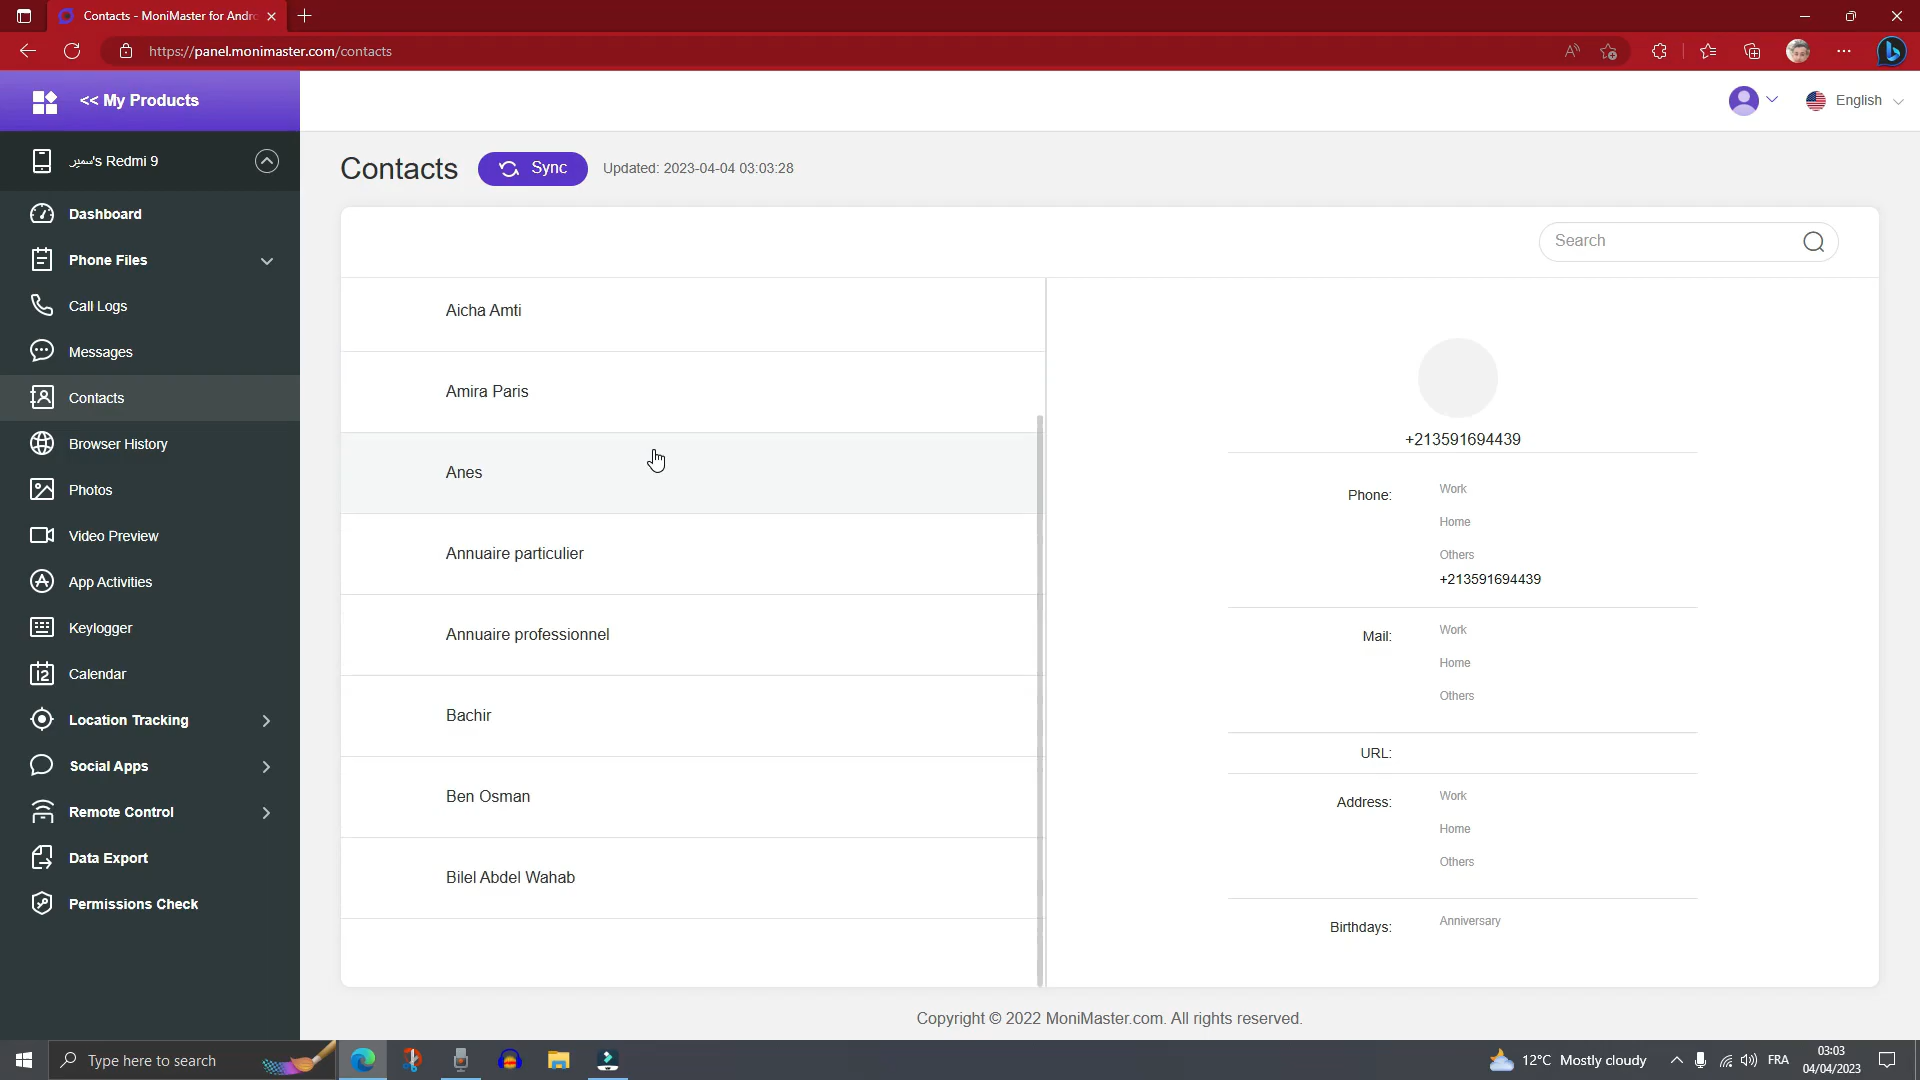 Contacts - MoniMaster for Andro
https://panel.monimaster.com/contacts
<< My Products
English
سمير's Redmi 9
Contacts
Sync
Updated: 2023-04-04 03:03:28
Dashboard
Phone Files
Call Logs
Messages
Contacts
Browser History
Photos
Video Preview
App Activities
Keylogger
Calendar
Location Tracking
Social Apps
Remote Control
Data Export
Permissions Check
Search
Aicha Amti
Amira Paris
Anes
Annuaire particulier
Annuaire professionnel
Bachir
Ben Osman
Bilel Abdel Wahab
+213591694439
Phone:
Work
Home
Others
+213591694439
Mail:
Work
Home
Others
URL:
Address:
Work
Home
Others
Birthdays:
Anniversary
Copyright © 2022 MoniMaster.com. All rights reserved.
Type here to search
12°C Mostly cloudy
FRA
03:03
04/04/2023